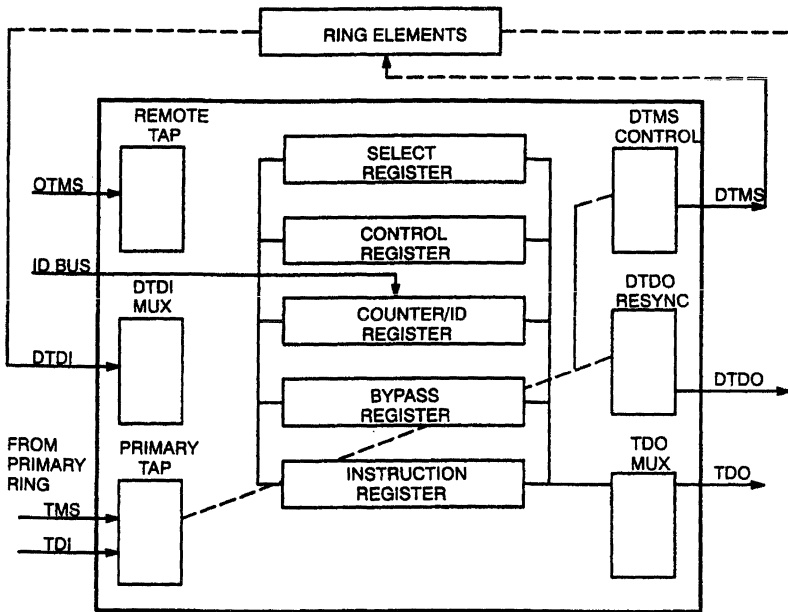 RING ELEMENTS
REMOTE
TAP
DTMS
CONTROL
SELECT
REGISTER
OTMS
DTMS
CONTROL
REGISTER
ID BUS
DTDI
MUX
DTDO
RESYNC
COUNTER/ID
REGISTER
DTDI
BYPASS
REGISTER
DTDO
FROM
PRIMARY
RING
PRIMARY
TAP
TDO
MUX
INSTRUCTION
REGISTER
TDO
TMS
TDI